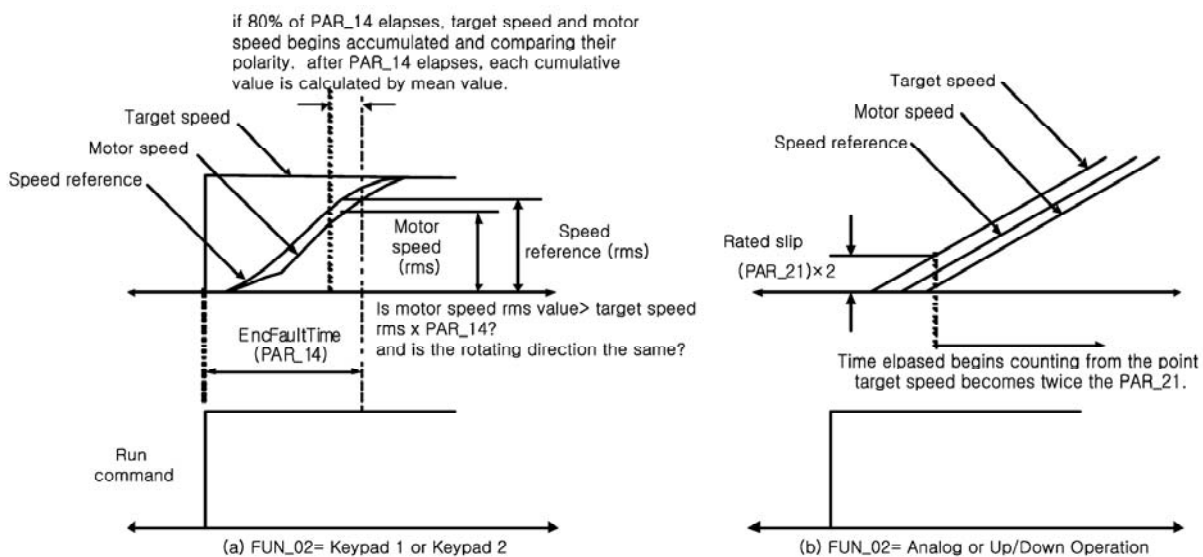 if 80% of PAR_14 elapses, target speed and motor
speed begins accumulated and comparing their
polarity. after PAR_14 elapses, each cumulative
value is calculated by mean value.
Target speed
Motor speed
Speed reference
Motor
speed
(rms)
Speed
reference (rms)
EncFaultTime
(PAR_14)
Is motor speed rms value> target speed
rms x PAR_14?
and is the rotating direction the same?
Run
command
(a) FUN_02= Keypad 1 or Keypad 2
Target speed
Motor speed
Speed reference
Rated slip
(PAR_21)×2
Time elpased begins counting from the point
target speed becomes twice the PAR_21.
(b) FUN_02= Analog or Up/Down Operation